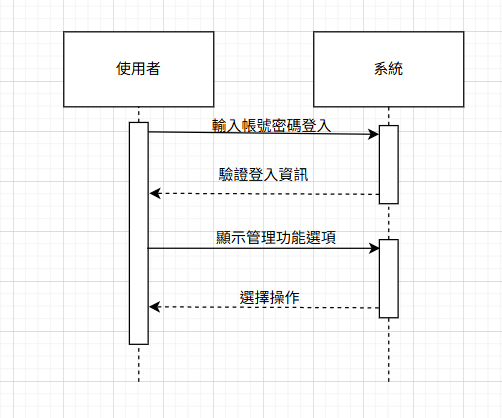 使用者
系統
輸入帳號密碼登入
驗證登入資訊
顯示管理功能選項
選擇操作